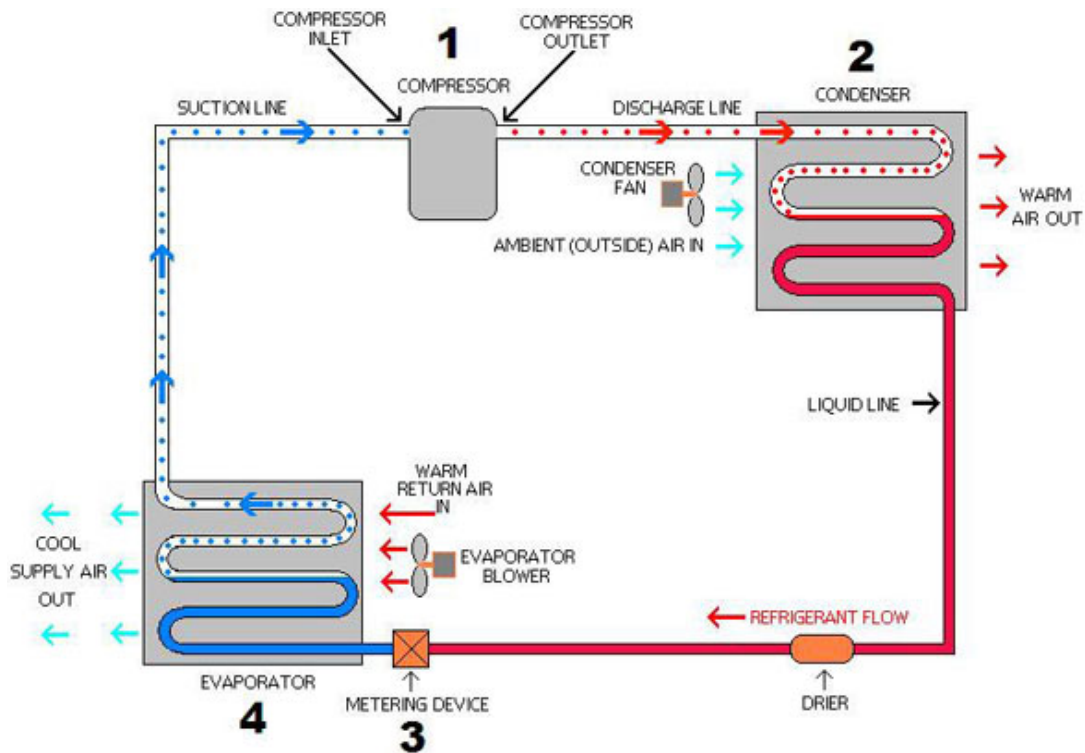 COMPRESSOR
INLET
1
COMPRESSOR
OUTLET
2
COMPRESSOR
CONDENSER
SUCTION LINE
DISCHARGE LINE
CONDENSER
FAN
WARM
AIR OUT
AMBIENT (OUTSIDE) AIR IN
LIQUID LINE
WARM
RETURN AIR
IN
COOL
SUPPLY AIR
OUT
EVAPORATOR
BLOWER
REFRIGERANT FLOW
EVAPORATOR
4
METERING DEVICE
3
DRIER